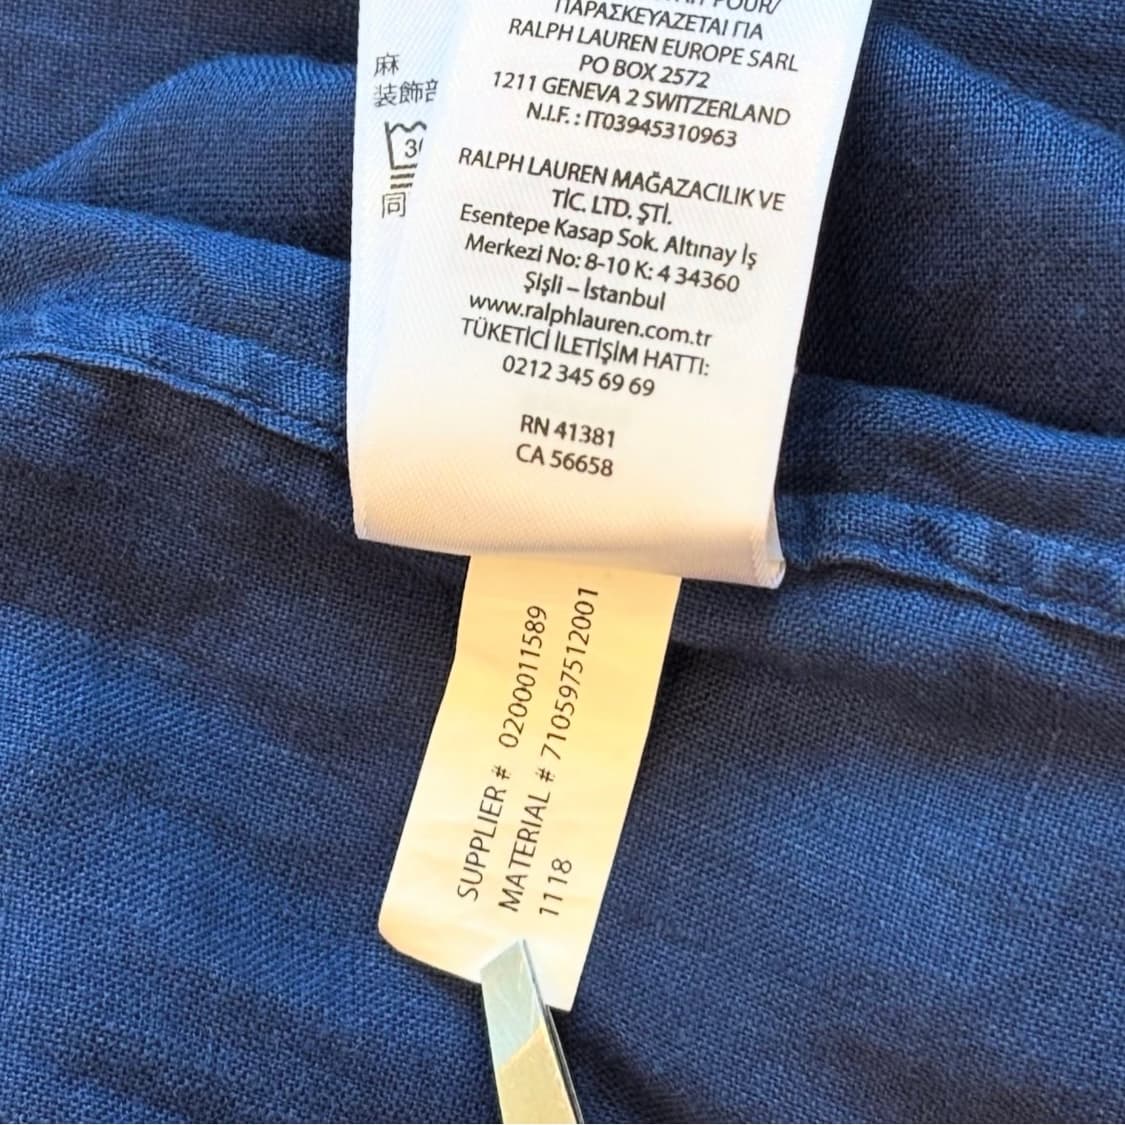 POUR/
ΠΑΡΑΣΚΕΥΑΖΕΤΑΙ ΓΙΑ
RALPH LAUREN EUROPE SARL
PO BOX 2572
1211 GENEVA 2 SWITZERLAND
N.I.F. : IT03945310963
RALPH LAUREN MAĞAZACILIK VE
TİC. LTD. ŞTİ.
Esentepe Kasap Sok. Altınay İş
Merkezi No: 8-10 K: 4 34360
Şişli – İstanbul
www.ralphlauren.com.tr
TÜKETİCİ İLETİŞİM HATTI:
0212 345 69 69
RN 41381
CA 56658
麻
装飾部
30
同
SUPPLIER # 0200011589
MATERIAL # 710597512001
1118